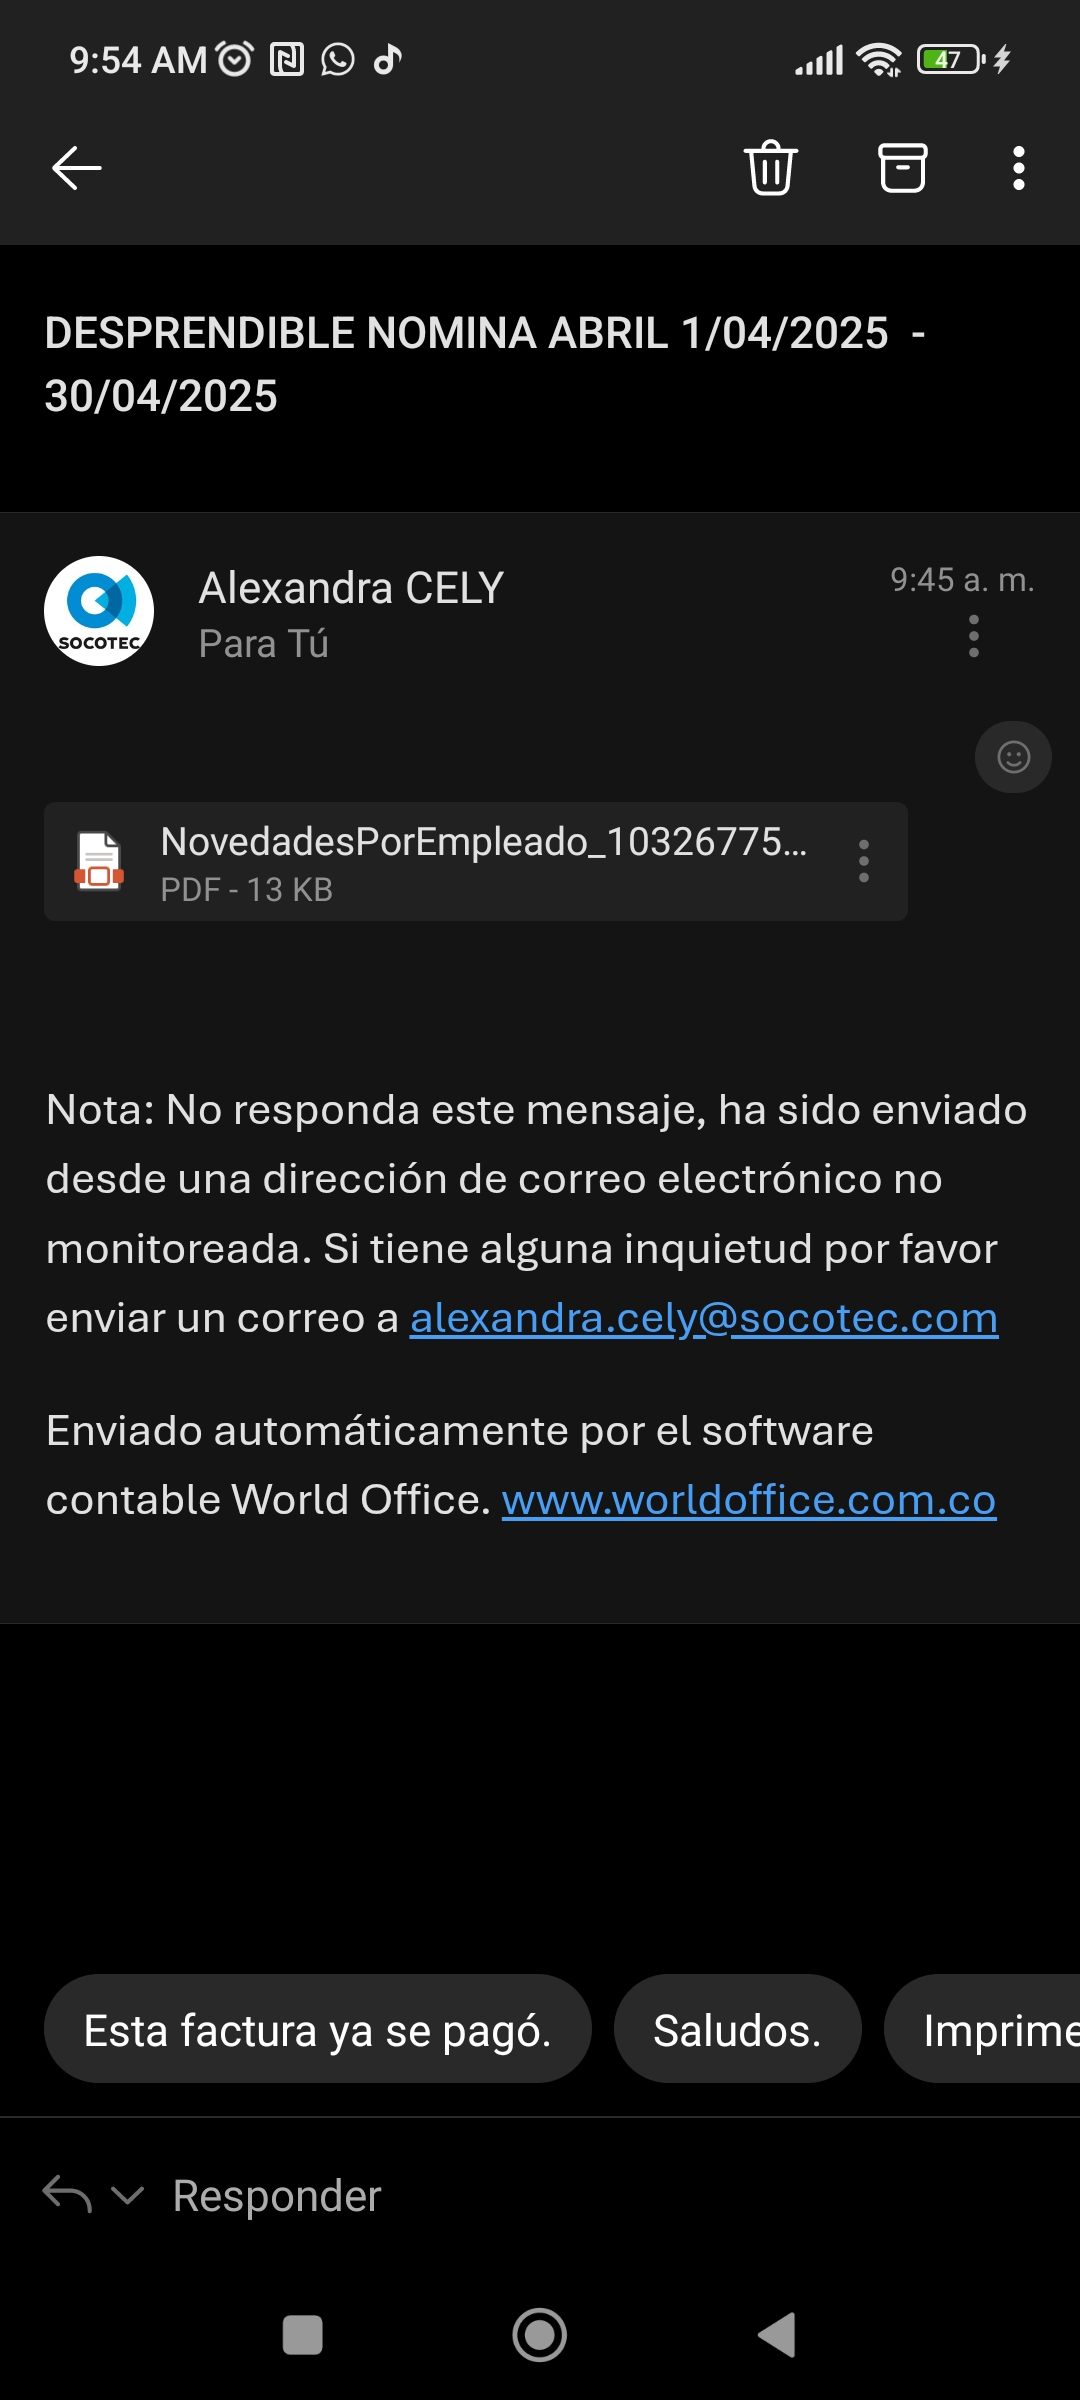 9:54 AM
47
DESPRENDIBLE NOMINA ABRIL 1/04/2025 -
30/04/2025
SOCOTEC
Alexandra CELY
9:45 a. m.
Para Tú
NovedadesPorEmpleado_10326775...
PDF - 13 KB
Nota: No responda este mensaje, ha sido enviado
desde una dirección de correo electrónico no
monitoreada. Si tiene alguna inquietud por favor
enviar un correo a alexandra.cely@socotec.com
Enviado automáticamente por el software
contable World Office. www.worldoffice.com.co
Esta factura ya se pagó.
Saludos.
Imprime
Responder